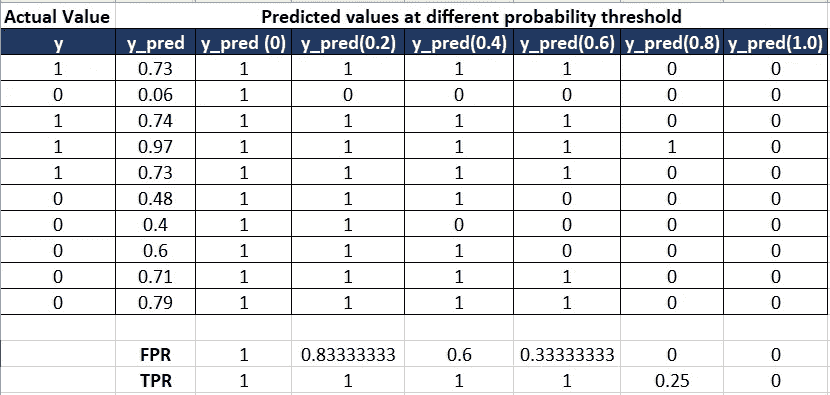 Actual Value Predicted values at different probability threshold
y y_pred y_pred (0) y_pred(0.2) y_pred(0.4) y_pred(0.6) y_pred(0.8) y_pred(1.0)
1 0.73 1 1 1 1 0 0
0 0.06 1 0 0 0 0 0
1 0.74 1 1 1 1 0 0
1 0.97 1 1 1 1 1 0
1 0.73 1 1 1 1 0 0
0 0.48 1 1 1 0 0 0
0 0.4 1 1 0 0 0 0
0 0.6 1 1 1 0 0 0
0 0.71 1 1 1 1 0 0
0 0.79 1 1 1 1 0 0
FPR 1 0.83333333 0.6 0.33333333 0 0
TPR 1 1 1 1 0.25 0